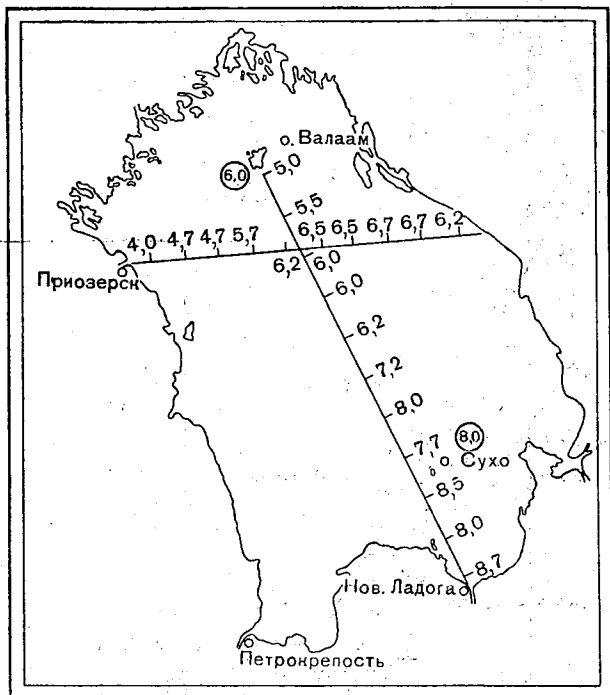 о. Валаам
6,0
5,0
5,5
4,0 4,7 4,7 5,7 6,5 6,5 6,7 6,7 6,2
6,2 6,0
Приозерск
6,0
6,2
7,2
8,0
8,0
7,7
о. Сухо
8,5
8,0
8,7
Нов. Ладога
Петрокрепость